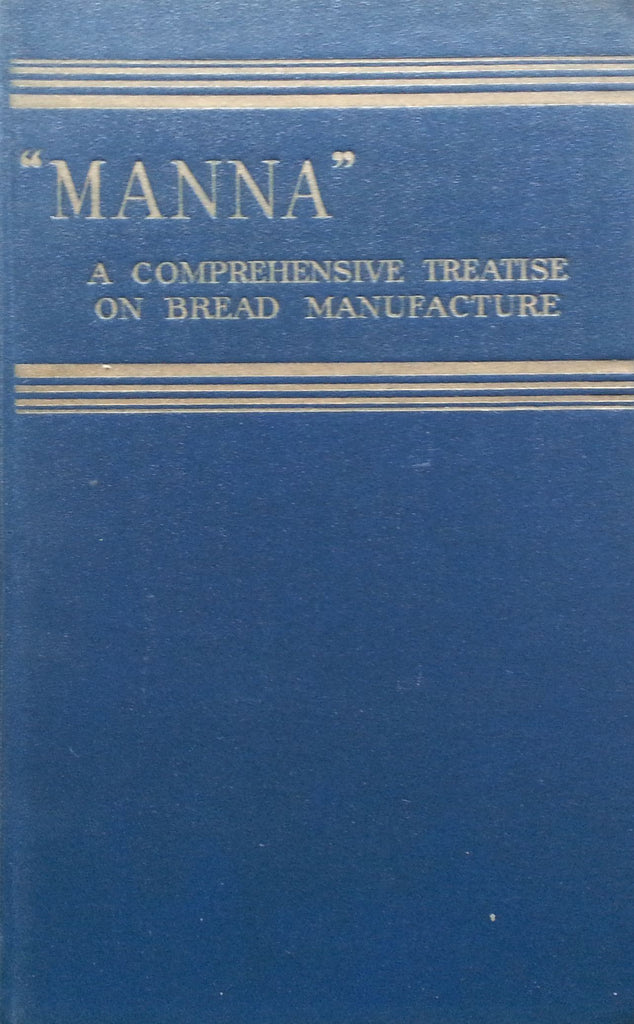 “MANNA”
A COMPREHENSIVE TREATISE
ON BREAD MANUFACTURE